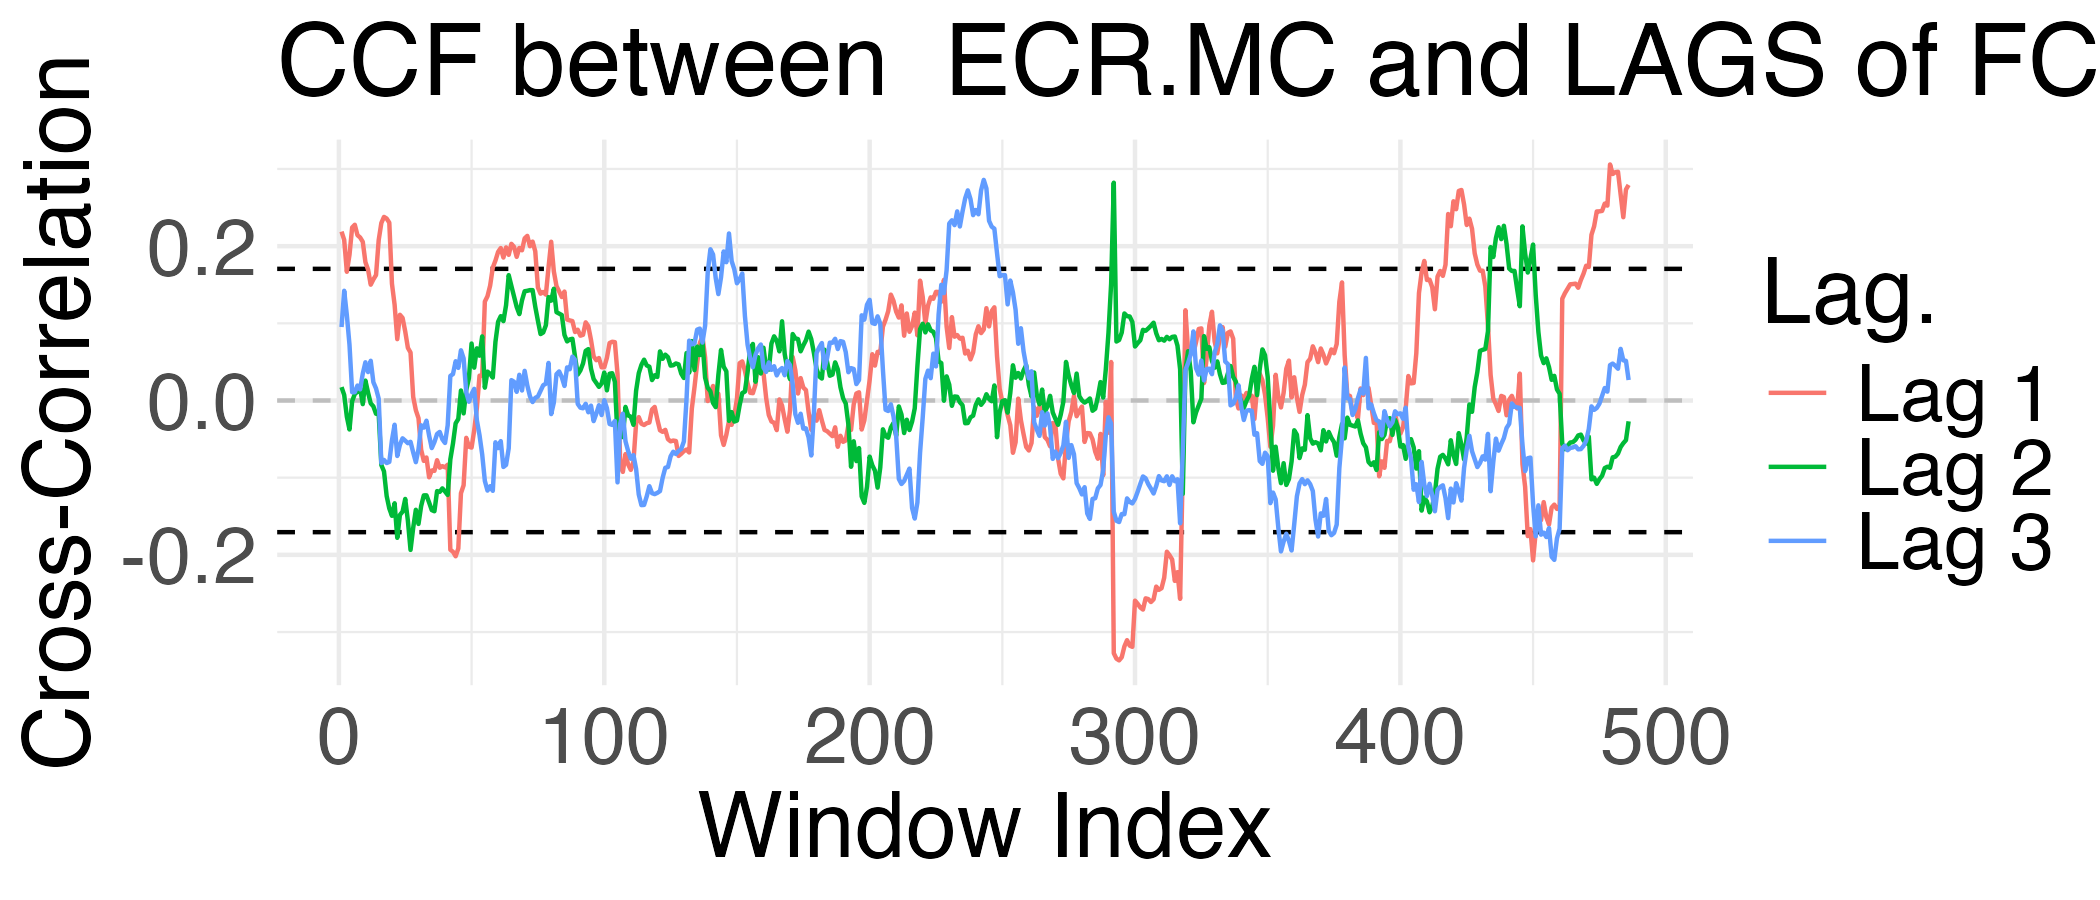 CCF between  ECR.MC and LAGS of FC
Cross-Correlation
0.2
0.0
-0.2
0 100 200 300 400 500
Window Index
Lag.
Lag 1
Lag 2
Lag 3